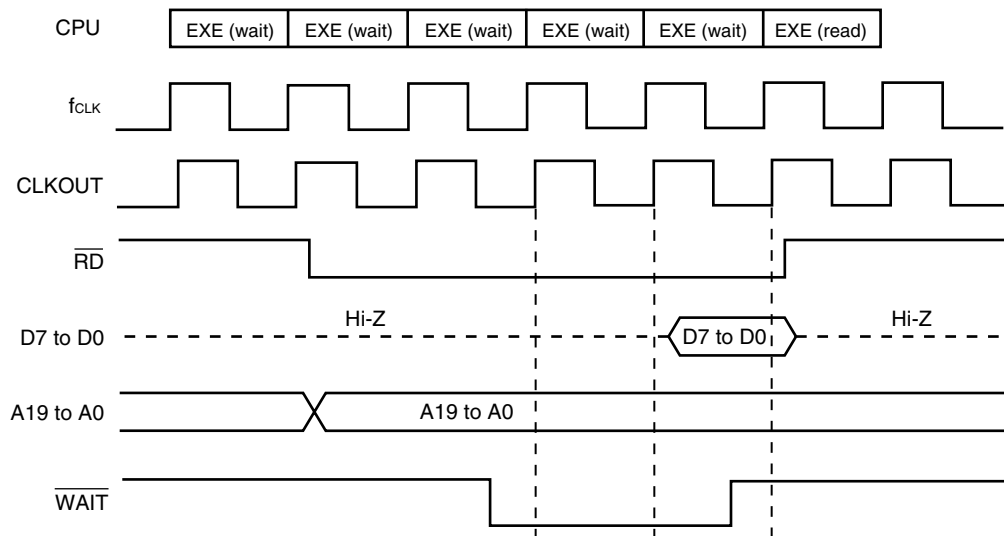 CPU EXE (wait) EXE (wait) EXE (wait) EXE (wait) EXE (wait) EXE (read)
fCLK
CLKOUT
RD
Hi-Z
D7 to D0 D7 to D0 Hi-Z
A19 to A0 A19 to A0
WAIT